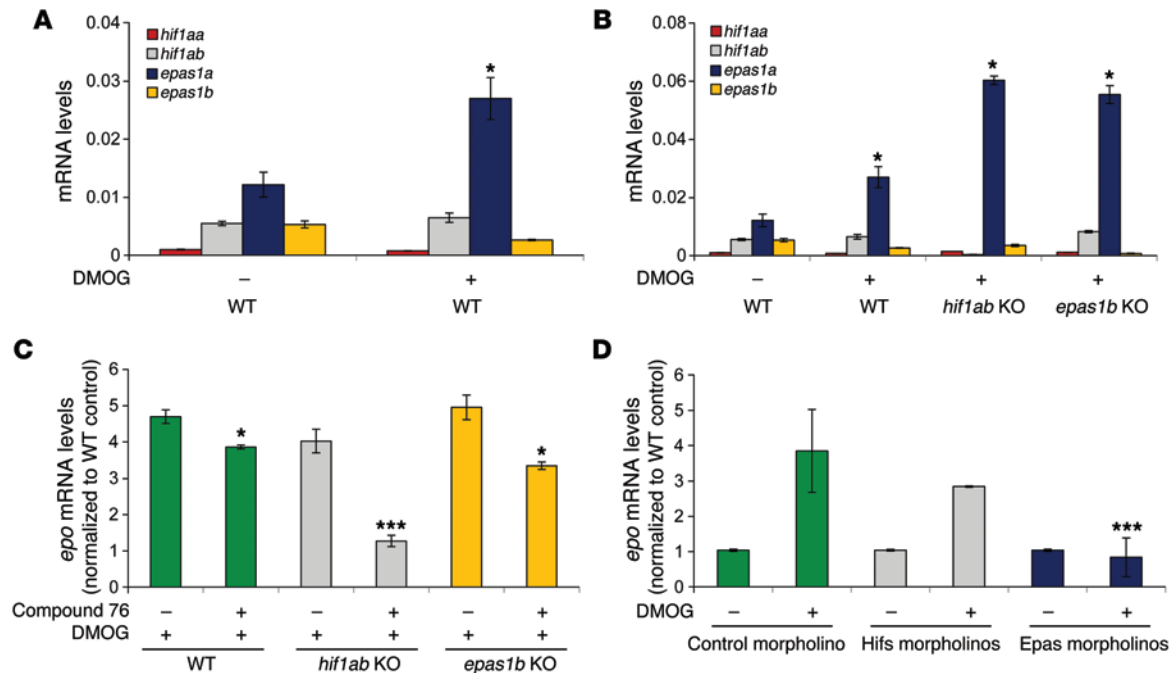 A
mRNA levels
0.04
0.03
0.02
0.01
0
hif1aa
hif1ab
epas1a
epas1b
*
DMOG
– +
WT WT
B
mRNA levels
0.08
0.06
0.04
0.02
0
hif1aa
hif1ab
epas1a
epas1b
* * *
DMOG
– + + +
WT WT hif1ab KO epas1b KO
C
epo mRNA levels
(normalized to WT control)
6
5
4
3
2
1
0
* *** *
Compound 76 – + – + – +
DMOG + + + + + +
WT hif1ab KO epas1b KO
D
epo mRNA levels
(normalized to WT control)
6
5
4
3
2
1
0
***
DMOG – + – + – +
Control morpholino Hifs morpholinos Epas morpholinos